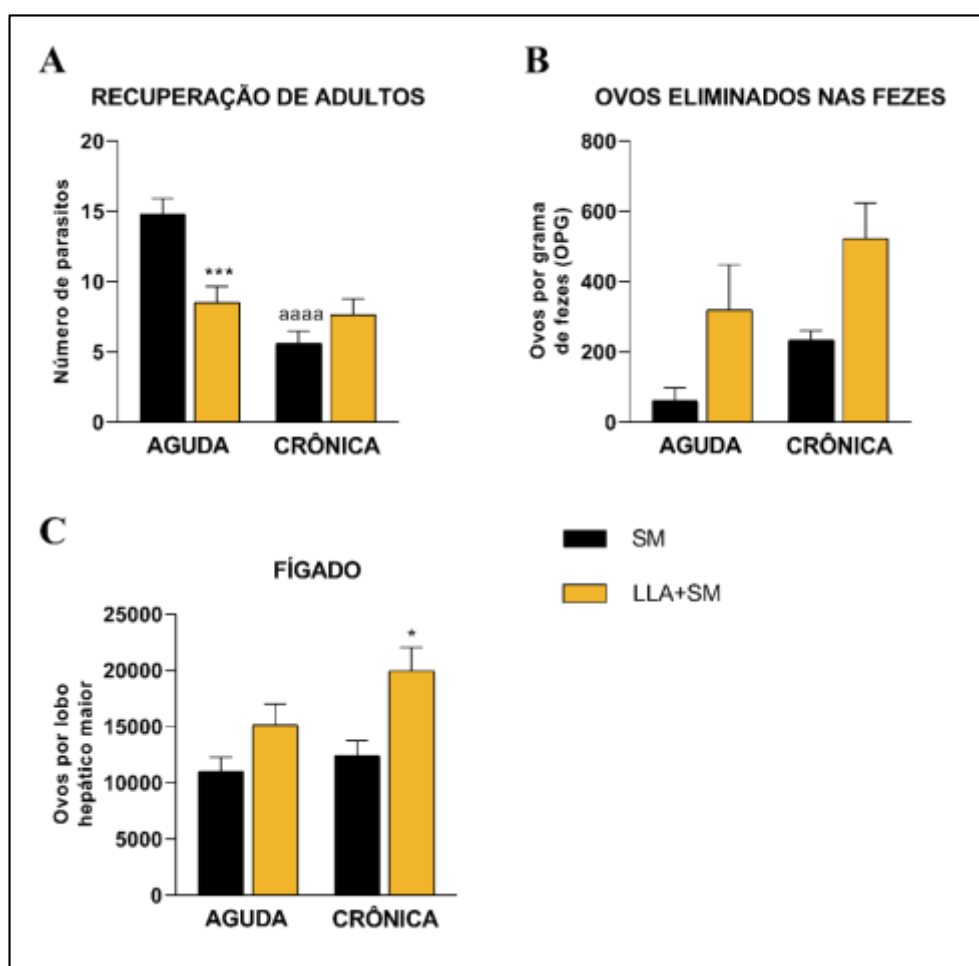 A
RECUPERAÇÃO DE ADULTOS
Número de parasitos
20
15
10
5
0
***
aaaa
AGUDA CRÔNICA
B
OVOS ELIMINADOS NAS FEZES
Ovos por grama
de fezes (OPG)
800
600
400
200
0
AGUDA CRÔNICA
C
FÍGADO
Ovos por lobo
hepático maior
25000
20000
15000
10000
5000
0
*
AGUDA CRÔNICA
SM
LLA+SM